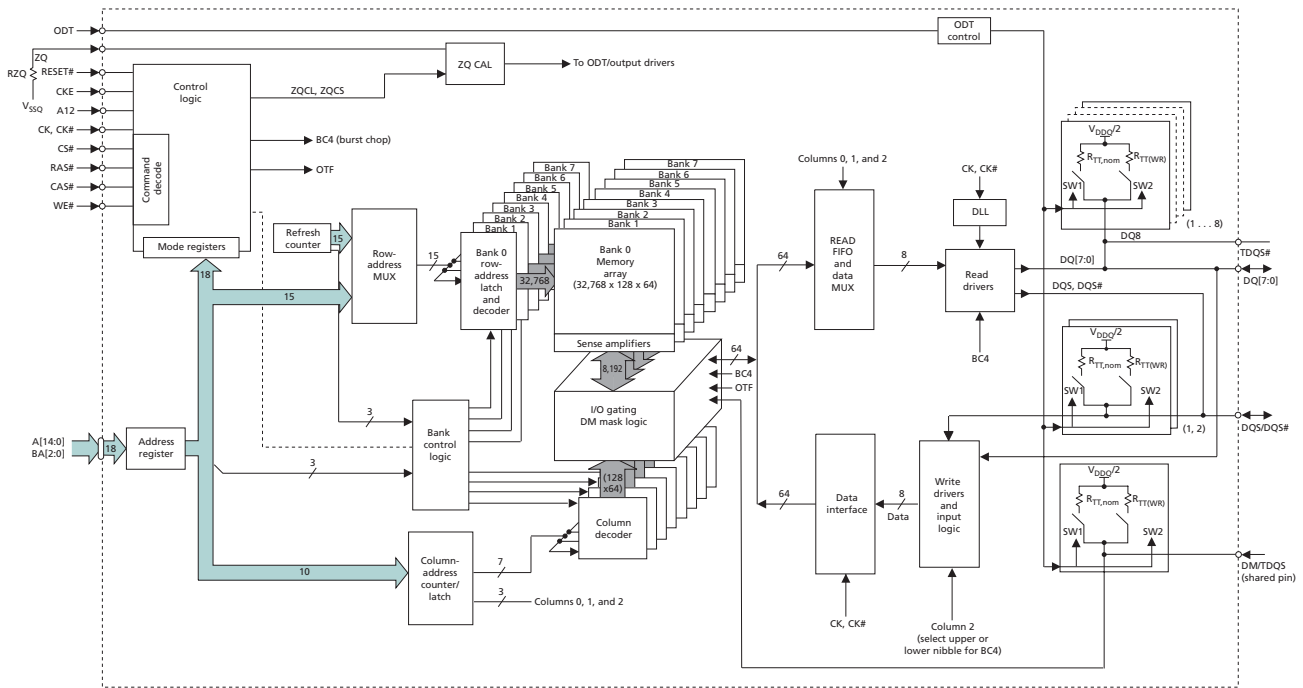 ODT
ODT control
ZQ
RZQ
VSSQ
ZQ CAL
To ODT/output drivers
RESET#
CKE
A12
CK, CK#
CS#
RAS#
CAS#
WE#
Control logic
Command decode
Mode registers
ZQCL, ZQCS
BC4 (burst chop)
OTF
Refresh counter
15
Row-address MUX
15
18
15
Bank 7
Bank 6
Bank 5
Bank 4
Bank 3
Bank 2
Bank 1
Bank 0 row-address latch and decoder
32,768
Bank 7
Bank 6
Bank 5
Bank 4
Bank 3
Bank 2
Bank 1
Bank 0 Memory array (32,768 x 128 x 64)
Sense amplifiers
8,192
I/O gating DM mask logic
64
BC4
OTF
(128 x64)
Column decoder
A[14:0]
BA[2:0]
18
Address register
3
3
Bank control logic
10
Column-address counter/latch
7
3
Columns 0, 1, and 2
Columns 0, 1, and 2
64
READ FIFO and data MUX
8
CK, CK#
DLL
Read drivers
BC4
DQ8
DQ[7:0]
DQS, DQS#
64
Data interface
8
Data
Write drivers and input logic
CK, CK#
Column 2
(select upper or
lower nibble for BC4)
VDDQ/2
RTT,nom
RTT(WR)
SW1
SW2
(1 . . . 8)
TDQS#
DQ[7:0]
VDDQ/2
RTT,nom
RTT(WR)
SW1
SW2
(1, 2)
DQS/DQS#
VDDQ/2
RTT,nom
RTT(WR)
SW1
SW2
DM/TDQS
(shared pin)